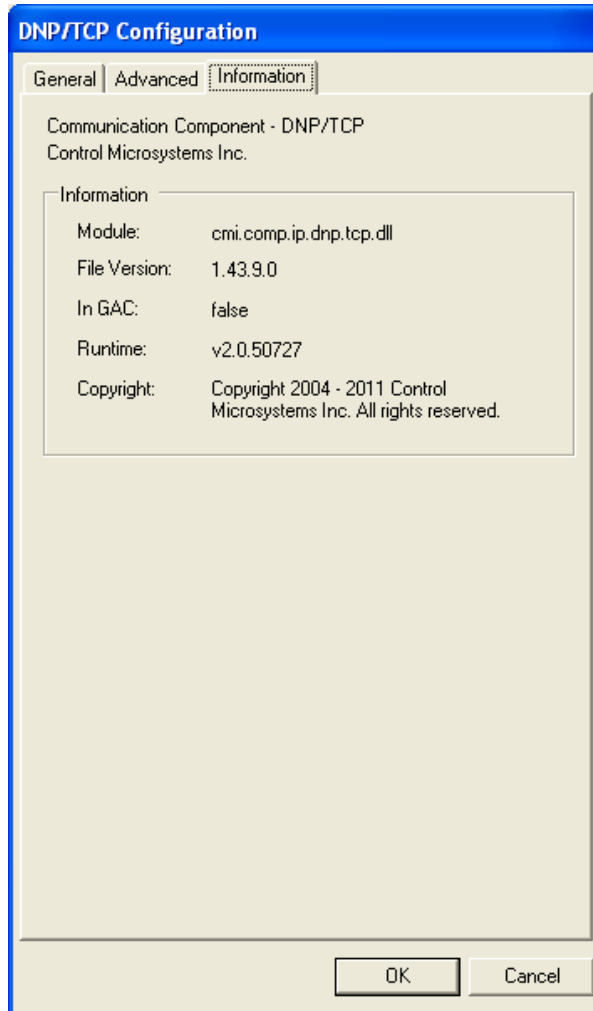 DNP/TCP Configuration
General Advanced Information
Communication Component - DNP/TCP
Control Microsystems Inc.
Information
Module: cmi.comp.ip.dnp.tcp.dll
File Version: 1.43.9.0
In GAC: false
Runtime: v2.0.50727
Copyright: Copyright 2004 - 2011 Control
Microsystems Inc. All rights reserved.
OK Cancel